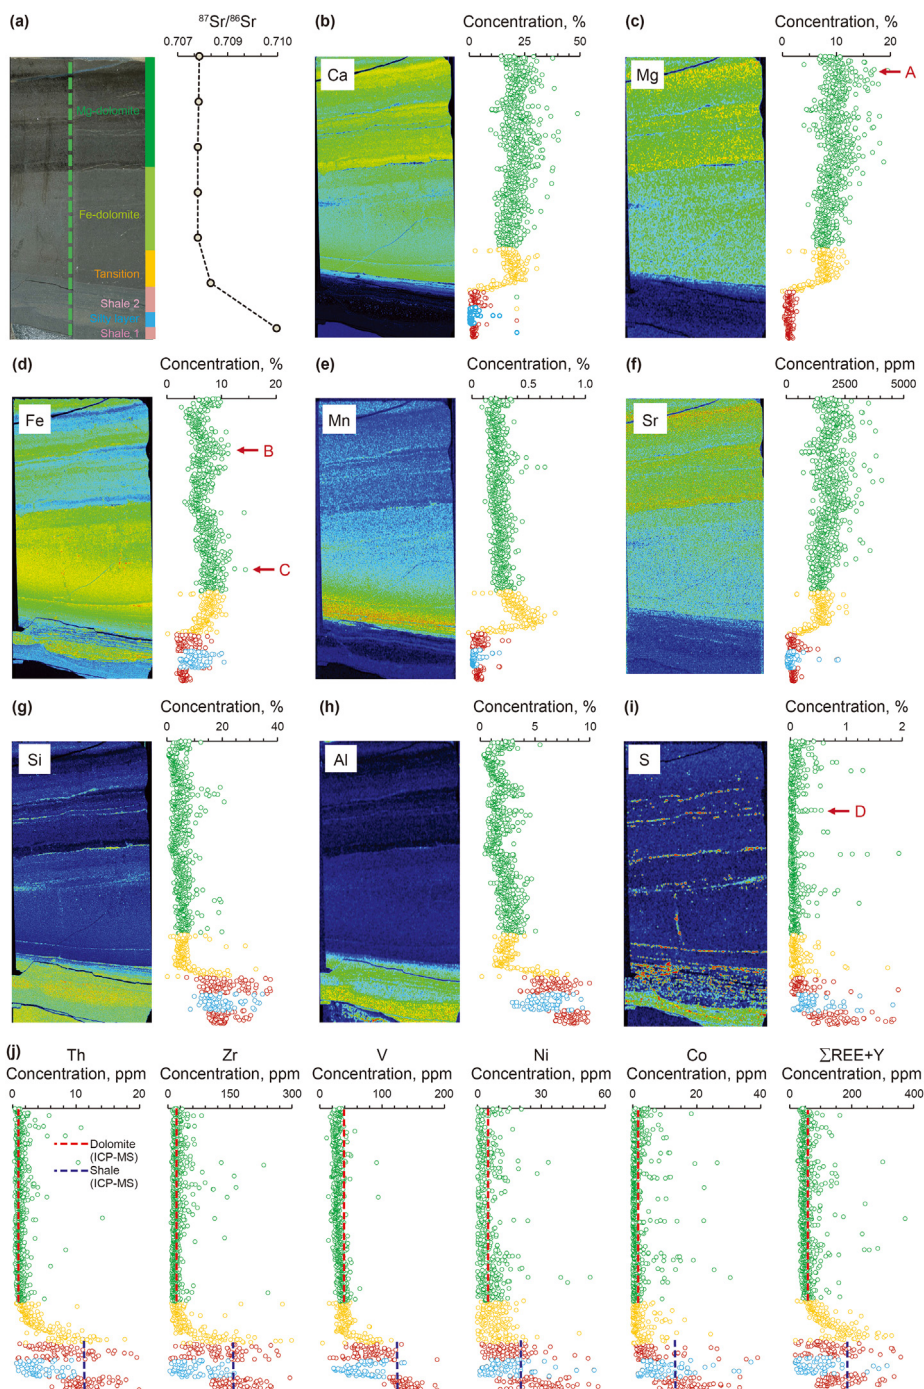 (a)
⁸⁷Sr/⁸⁶Sr
0.707 0.709 0.710
Mg-dolomite
Fe-dolomite
Tansition
Shale 2
Shale 1
(b)
Concentration, %
0 25 50
Ca
(c)
Concentration, %
0 10 20
Mg
A
(d)
Concentration, %
0 10 20
Fe
B
C
(e)
Concentration, %
0 0.5 1.0
Mn
(f)
Concentration, ppm
0 2500 5000
Sr
(g)
Concentration, %
0 20 40
Si
(h)
Concentration, %
0 5 10
Al
(i)
Concentration, %
0 1 2
S
D
(j)
Th
Concentration, ppm
0 5 10 15 20
Dolomite
(ICP-MS)
Shale
(ICP-MS)
Zr
Concentration, ppm
0 150 300
V
Concentration, ppm
0 100 200
Ni
Concentration, ppm
0 20 40 60
Co
Concentration, ppm
0 20 40
∑REE+Y
Concentration, ppm
0 200 400